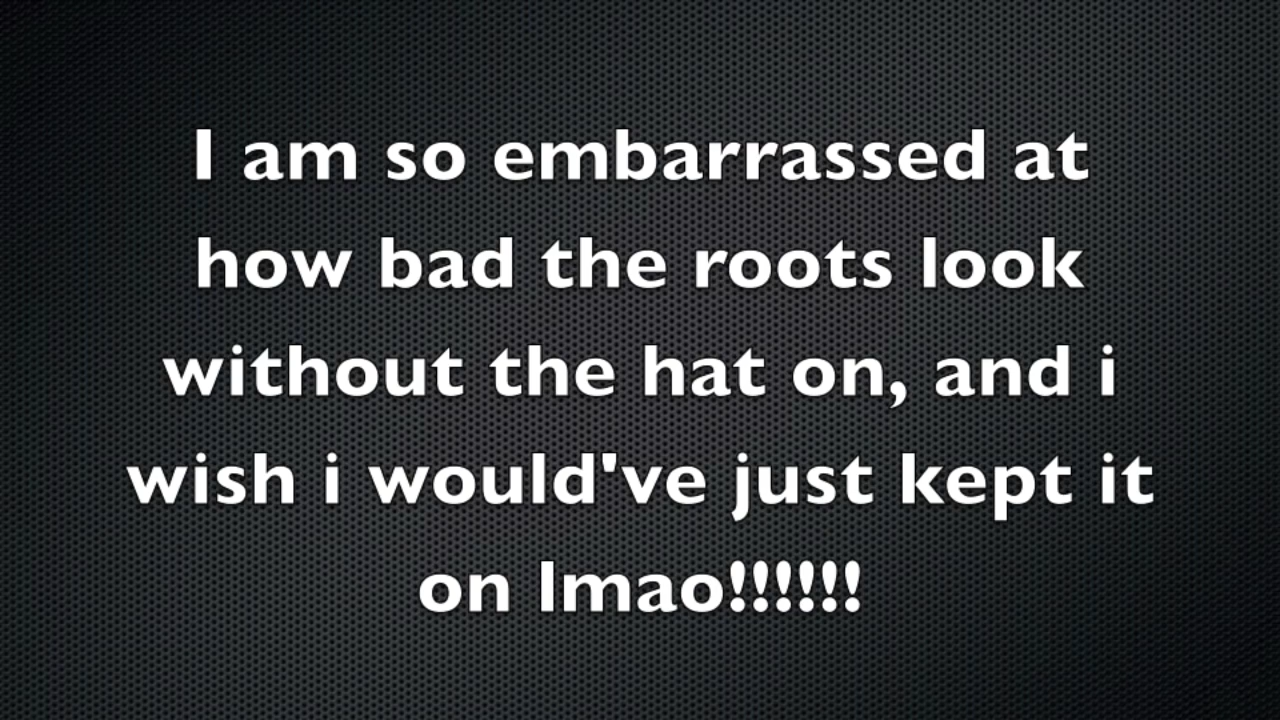 I am so embarrassed at
how bad the roots look
without the hat on, and i
wish i would've just kept it
on lmao!!!!!!